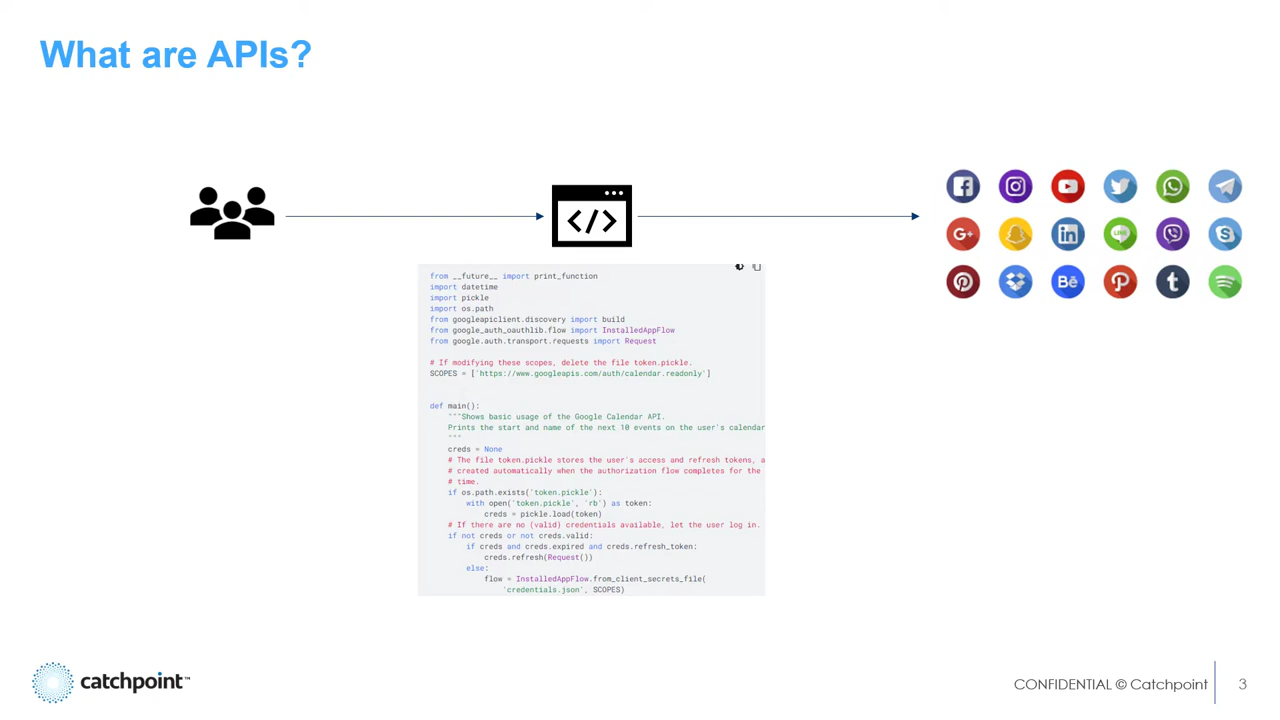 What are APIs?
</>
from __future__ import print_function
import datetime
import pickle
import os.path
from googleapiclient.discovery import build
from google_auth_oauthlib.flow import InstalledAppFlow
from google.auth.transport.requests import Request
# If modifying these scopes, delete the file token.pickle.
SCOPES = ['https://www.googleapis.com/auth/calendar.readonly']
def main():
"""Shows basic usage of the Google Calendar API.
Prints the start and name of the next 10 events on the user's calendar
"""
creds = None
# The file token.pickle stores the user's access and refresh tokens, a
# created automatically when the authorization flow completes for the
# time.
if os.path.exists('token.pickle'):
with open('token.pickle', 'rb') as token:
creds = pickle.load(token)
# If there are no (valid) credentials available, let the user log in.
if not creds or not creds.valid:
if creds and creds.expired and creds.refresh_token:
creds.refresh(Request())
else:
flow = InstalledAppFlow.from_client_secrets_file(
'credentials.json', SCOPES)
G+
in
LINE
Bē
catchpoint™
CONFIDENTIAL © Catchpoint
3